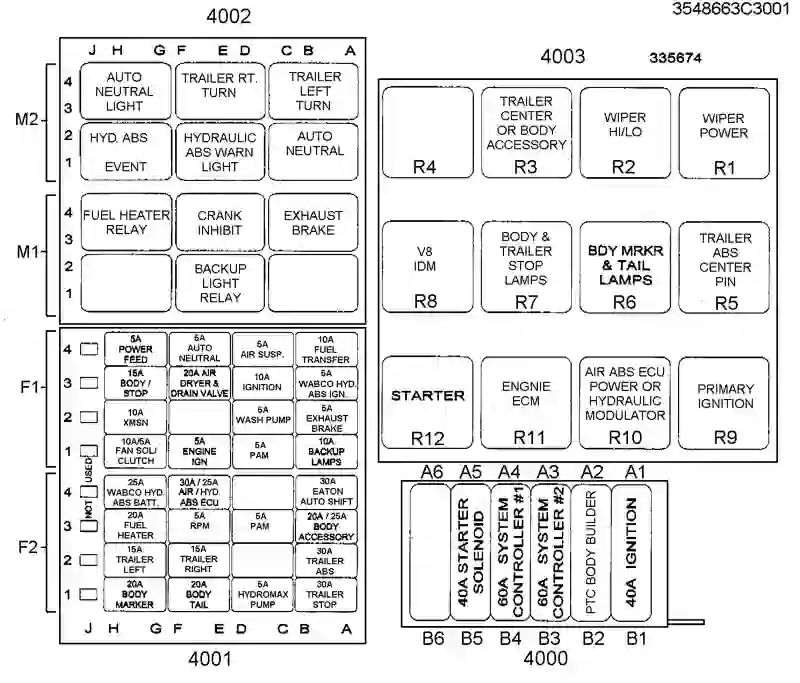 3548663C3001
4002
J H G F E D C B A
M2
4
3
2
1
AUTO
NEUTRAL
LIGHT
TRAILER RT.
TURN
TRAILER
LEFT
TURN
HYD. ABS
EVENT
HYDRAULIC
ABS WARN
LIGHT
AUTO
NEUTRAL
M1
4
3
2
1
FUEL HEATER
RELAY
CRANK
INHIBIT
EXHAUST
BRAKE
BACKUP
LIGHT
RELAY
F1
4
5A
POWER
FEED
5A
AUTO
NEUTRAL
5A
AIR SUSP.
10A
FUEL
TRANSFER
3
15A
BODY /
STOP
20A AIR
DRYER &
DRAIN VALVE
10A
IGNITION
5A
WABCO HYD.
ABS IGN.
2
10A
XMSN
5A
WASH PUMP
5A
EXHAUST
BRAKE
1
10A/5A
FAN SOL/
CLUTCH
5A
ENGINE
IGN
5A
PAM
10A
BACKUP
LAMPS
NOT USED
F2
4
25A
WABCO HYD.
ABS BATT.
30A / 25A
AIR / HYD.
ABS ECU
30A
EATON
AUTO SHIFT
3
20A
FUEL
HEATER
5A
RPM
5A
PAM
20A / 25A
BODY
ACCESSORY
2
15A
TRAILER
LEFT
15A
TRAILER
RIGHT
30A
TRAILER
ABS
1
20A
BODY
MARKER
20A
BODY
TAIL
5A
HYDROMAX
PUMP
30A
TRAILER
STOP
J H G F E D C B A
4001
4003
335674
R4
TRAILER
CENTER
OR BODY
ACCESSORY
R3
WIPER
HI/LO
R2
WIPER
POWER
R1
V8
IDM
R8
BODY &
TRAILER
STOP
LAMPS
R7
BDY MRKR
& TAIL
LAMPS
R6
TRAILER
ABS
CENTER
PIN
R5
STARTER
R12
ENGNIE
ECM
R11
AIR ABS ECU
POWER OR
HYDRAULIC
MODULATOR
R10
PRIMARY
IGNITION
R9
A6 A5 A4 A3 A2 A1
40A STARTER
SOLENOID
60A SYSTEM
CONTROLLER #1
60A SYSTEM
CONTROLLER #2
PTC BODY BUILDER
40A IGNITION
B6 B5 B4 B3 B2 B1
4000